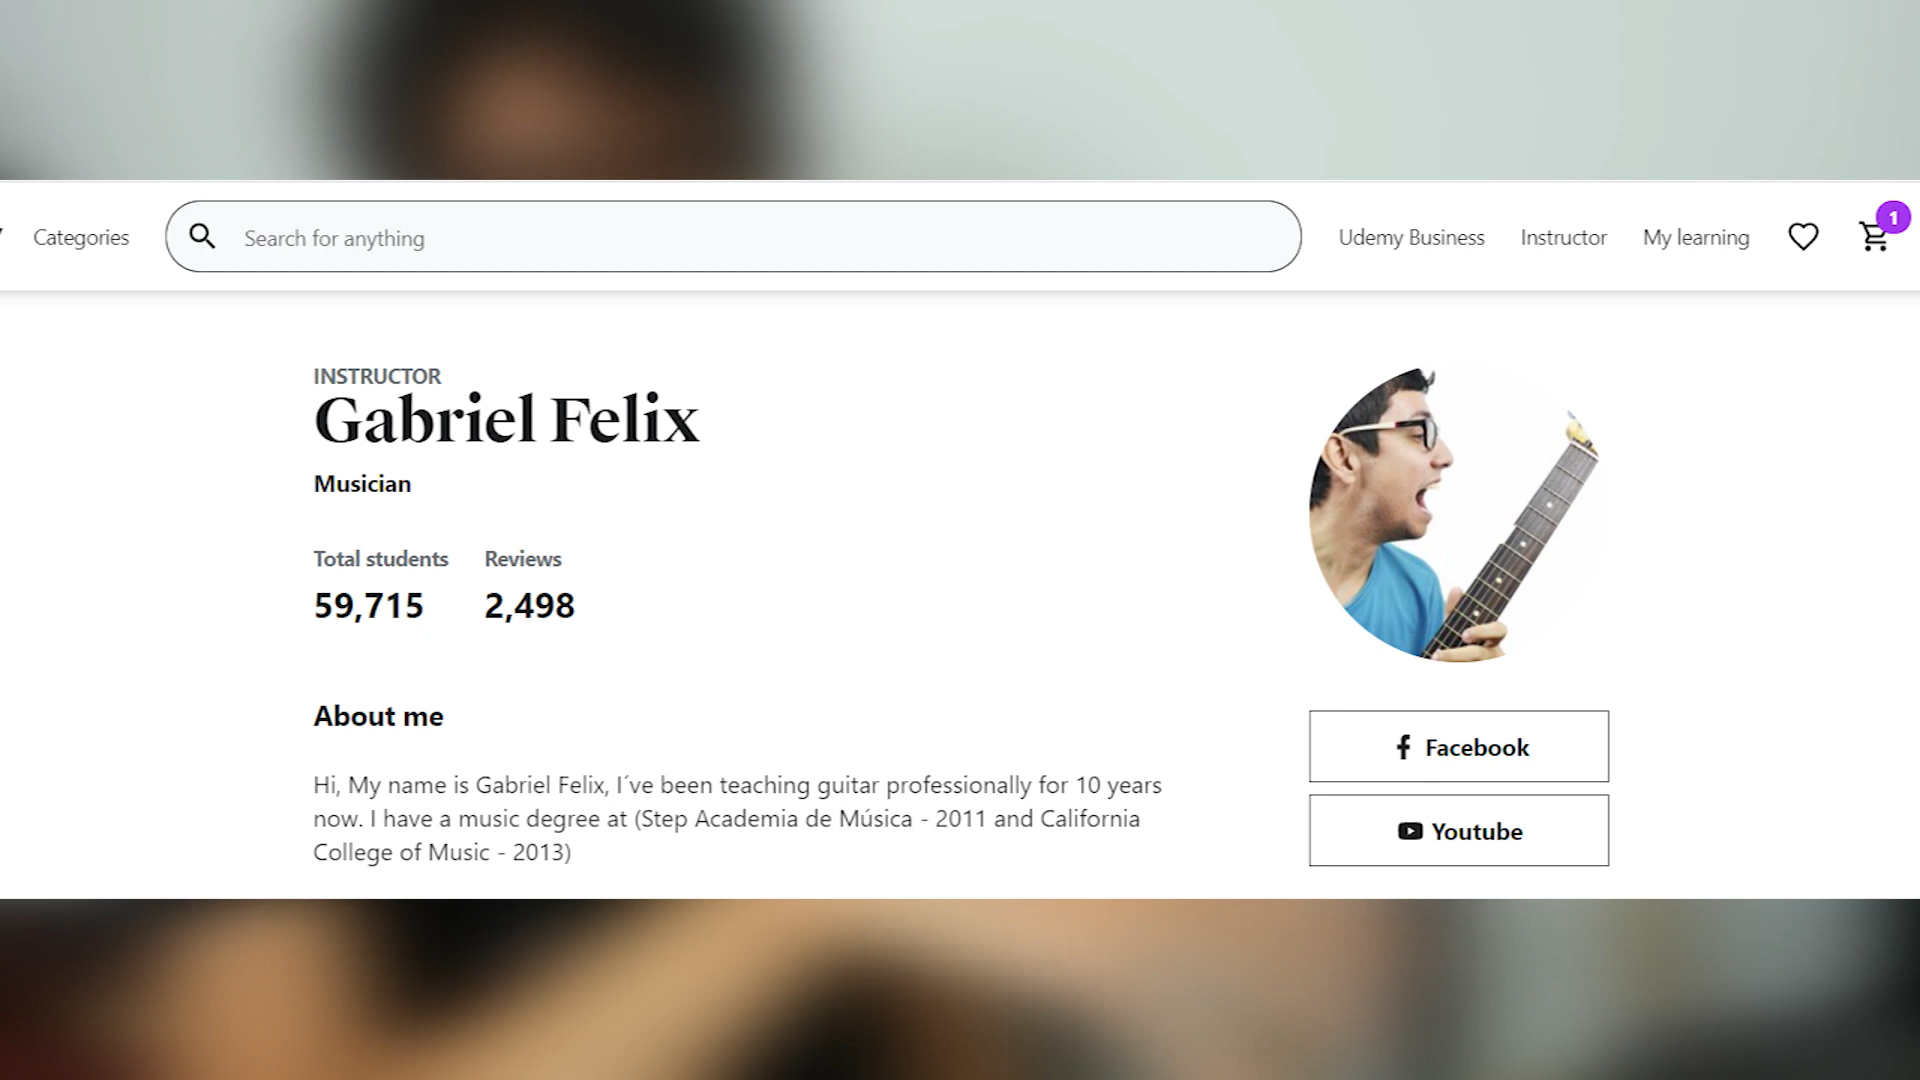 Categories
Search for anything
Udemy Business
Instructor
My learning
1
INSTRUCTOR
Gabriel Felix
Musician
Total students
Reviews
59,715
2,498
About me
Hi, My name is Gabriel Felix, I´ve been teaching guitar professionally for 10 years
now. I have a music degree at (Step Academia de Música - 2011 and California
College of Music - 2013)
Facebook
Youtube